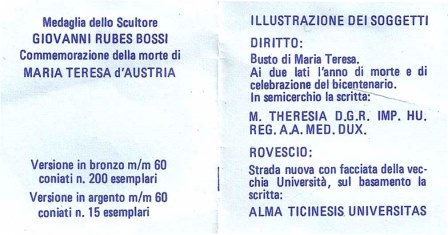 Medaglia dello Scultore
GIOVANNI RUBES BOSSI
Commemorazione della morte di
MARIA TERESA d'AUSTRIA
Versione in bronzo m/m 60
coniati n. 200 esemplari
Versione in argento m/m 60
coniati n. 15 esemplari
ILLUSTRAZIONE DEI SOGGETTI
DIRITTO:
Busto di Maria Teresa.
Ai due lati l'anno di morte e di
celebrazione del bicentenario.
In semicerchio la scritta:
M. THERESIA D.G.R. IMP. HU.
REG. A.A. MED. DUX.
ROVESCIO:
Strada nuova con facciata della vec-
chia Università, sul basamento la
scritta:
ALMA TICINESIS UNIVERSITAS